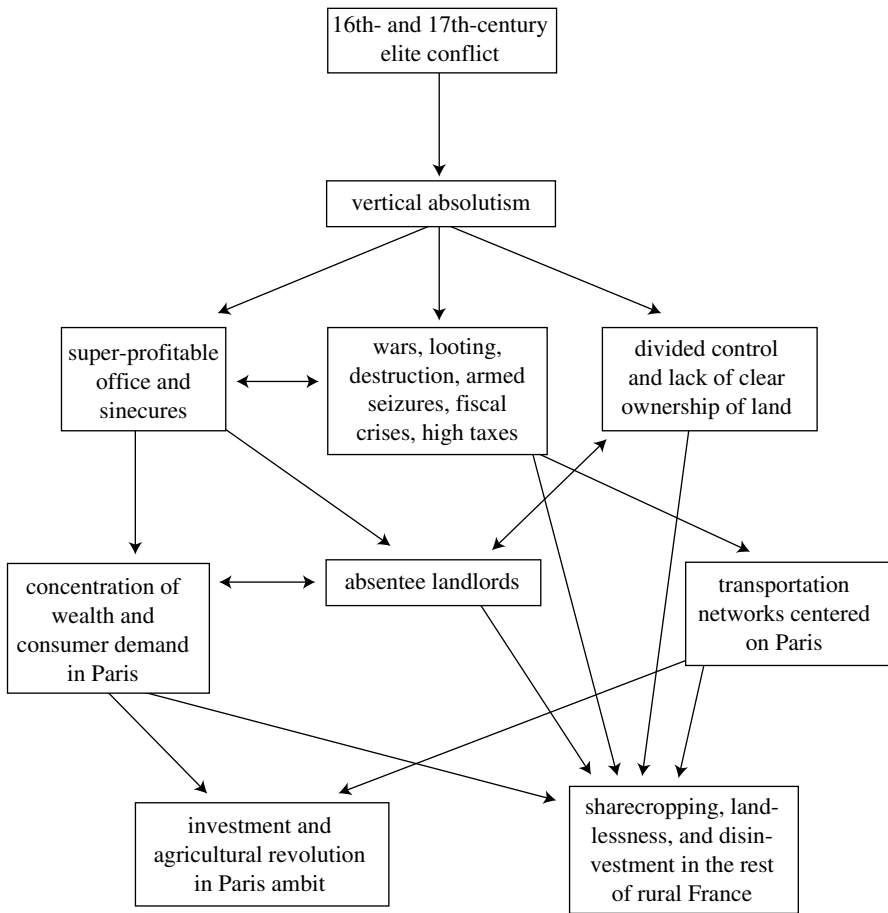 16th- and 17th-century
elite conflict
vertical absolutism
super-profitable
office and
sinecures
wars, looting,
destruction, armed
seizures, fiscal
crises, high taxes
divided control
and lack of clear
ownership of land
concentration of
wealth and
consumer demand
in Paris
absentee landlords
transportation
networks centered
on Paris
investment and
agricultural revolution
in Paris ambit
sharecropping, land-
lessness, and disin-
vestment in the rest
of rural France